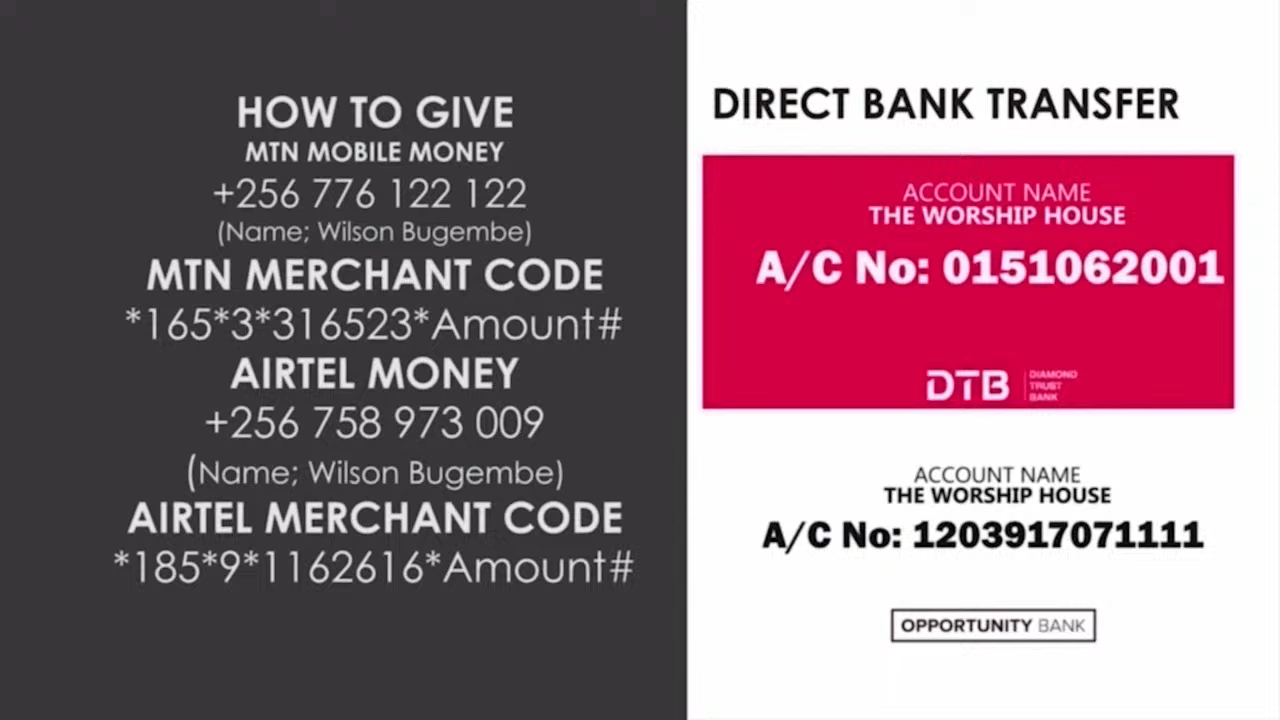 HOW TO GIVE
MTN MOBILE MONEY
+256 776 122 122
(Name; Wilson Bugembe)
MTN MERCHANT CODE
*165*3*316523*Amount#
AIRTEL MONEY
+256 758 973 009
(Name; Wilson Bugembe)
AIRTEL MERCHANT CODE
*185*9*1162616*Amount#
DIRECT BANK TRANSFER
ACCOUNT NAME
THE WORSHIP HOUSE
A/C No: 0151062001
DTB
DIAMOND
TRUST
BANK
ACCOUNT NAME
THE WORSHIP HOUSE
A/C No: 1203917071111
OPPORTUNITY BANK